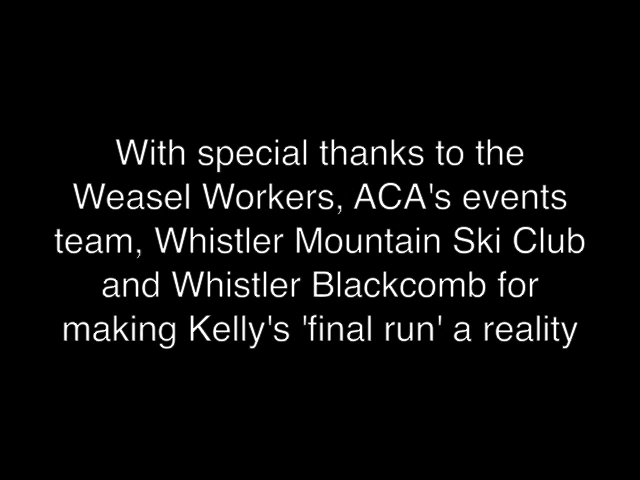 With special thanks to the
Weasel Workers, ACA's events
team, Whistler Mountain Ski Club
and Whistler Blackcomb for
making Kelly's 'final run' a reality